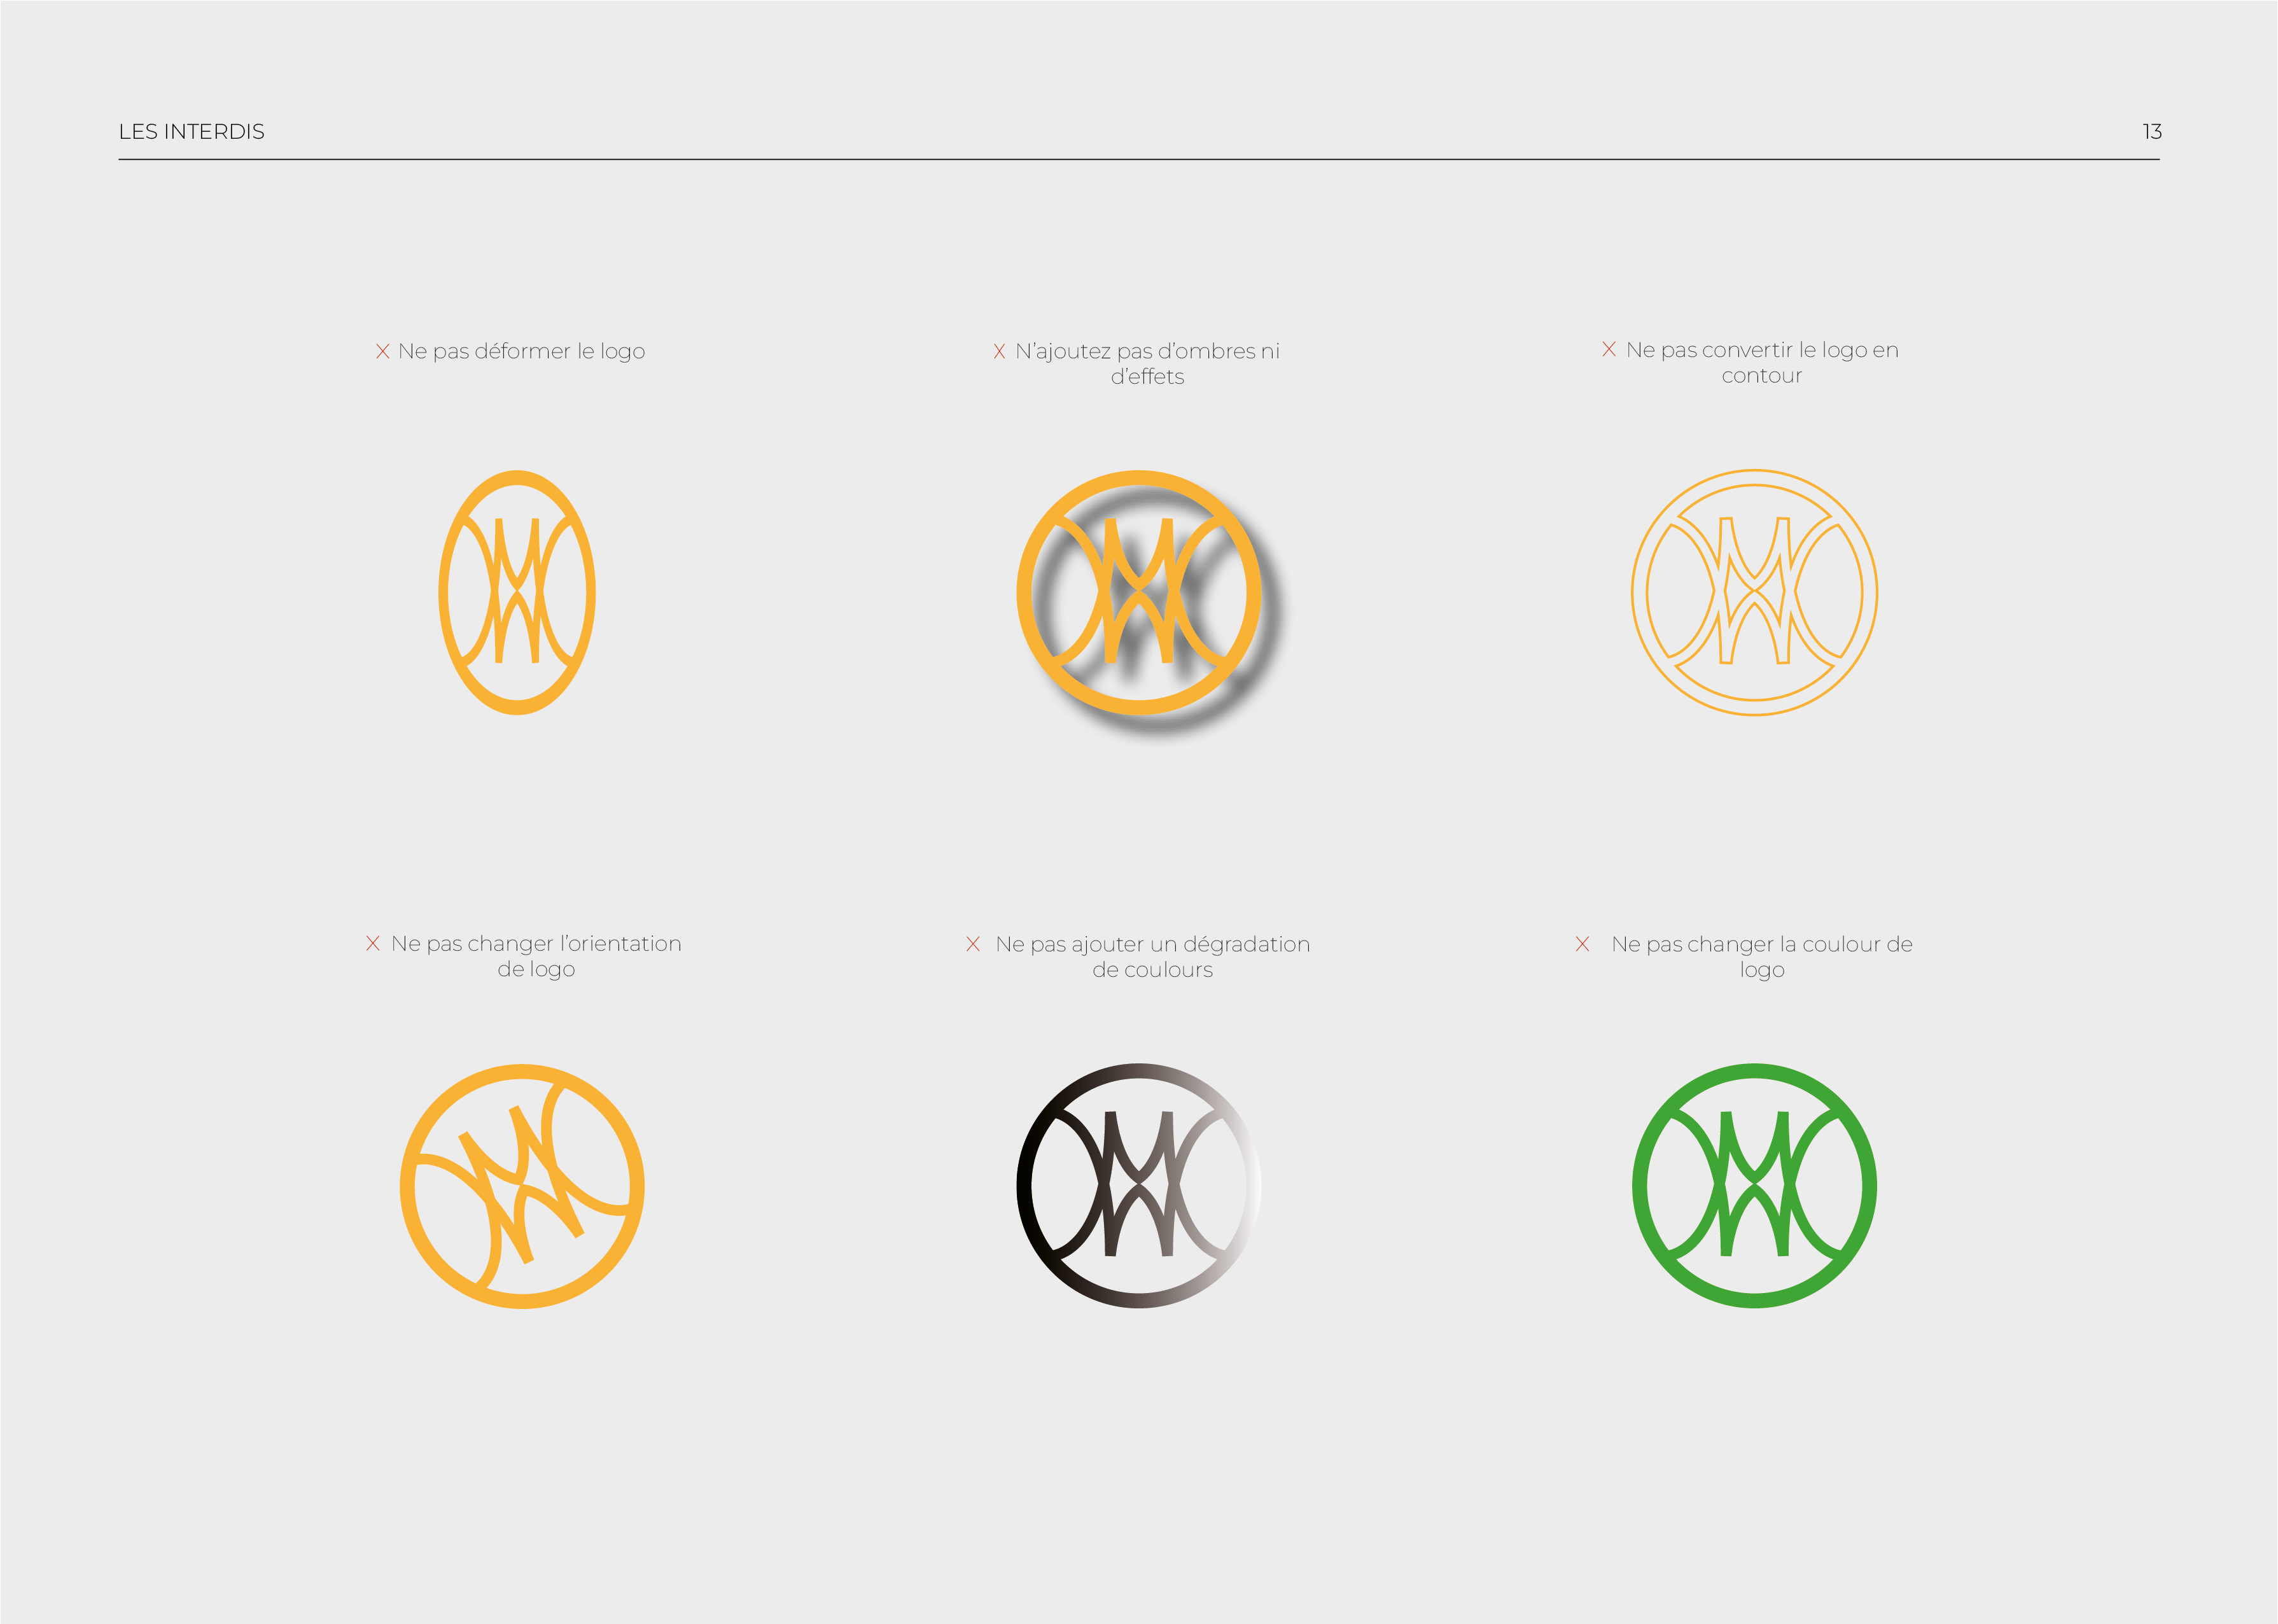 LES INTERDIS
13
X Ne pas déformer le logo
X N’ajoutez pas d’ombres ni
d’effets
X Ne pas convertir le logo en
contour
X Ne pas changer l’orientation
de logo
X Ne pas ajouter un dégradation
de coulours
X Ne pas changer la coulour de
logo